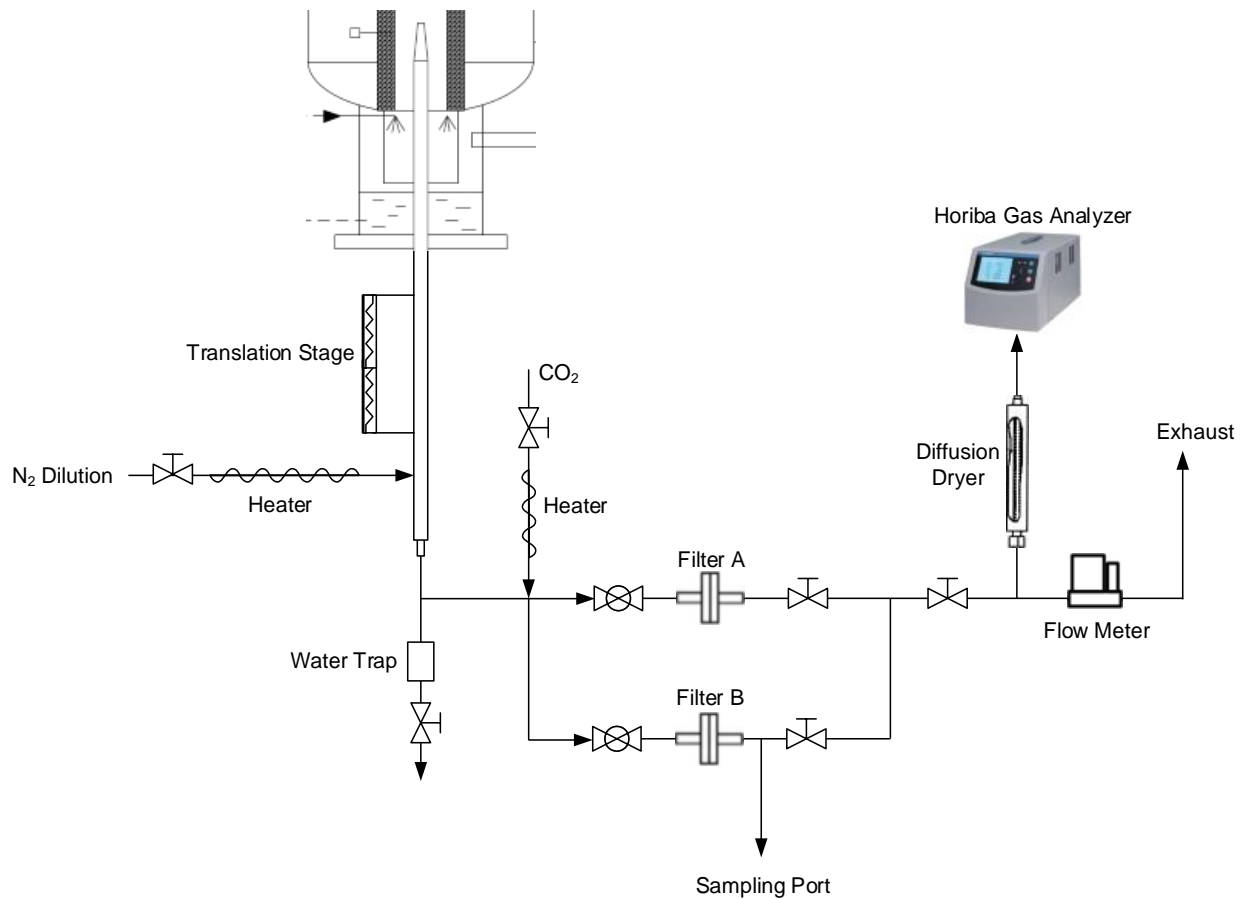 Horiba Gas Analyzer
Translation Stage
CO₂
N₂ Dilution
Heater
Heater
Diffusion
Dryer
Exhaust
Filter A
Flow Meter
Water Trap
Filter B
Sampling Port